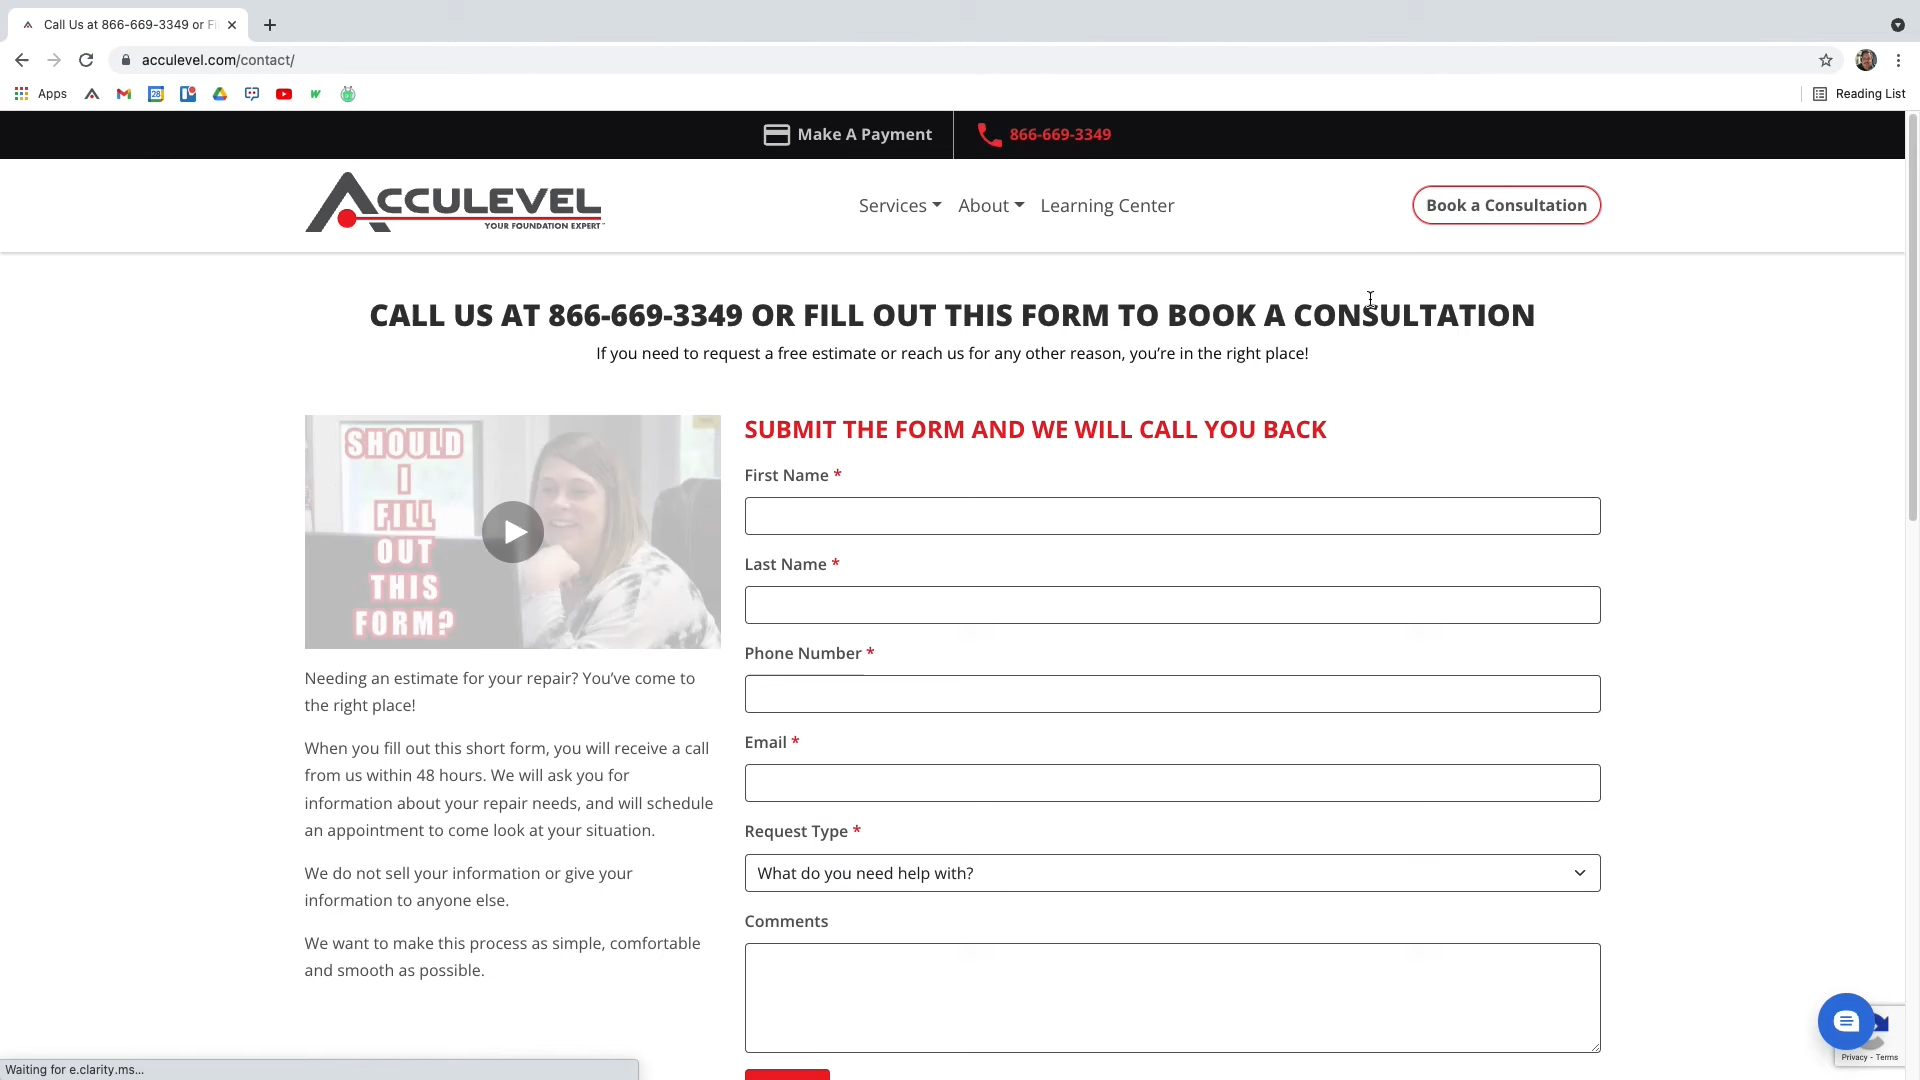 Call Us at 866-669-3349 or Fi
acculevel.com/contact/
Apps
28
Reading List
Make A Payment
866-669-3349
ACCULEVEL
YOUR FOUNDATION EXPERT™
Services
About
Learning Center
Book a Consultation
CALL US AT 866-669-3349 OR FILL OUT THIS FORM TO BOOK A CONSULTATION
If you need to request a free estimate or reach us for any other reason, you’re in the right place!
SHOULD
I
FILL
OUT
THIS
FORM?
Needing an estimate for your repair? You’ve come to
the right place!
When you fill out this short form, you will receive a call
from us within 48 hours. We will ask you for
information about your repair needs, and will schedule
an appointment to come look at your situation.
We do not sell your information or give your
information to anyone else.
We want to make this process as simple, comfortable
and smooth as possible.
SUBMIT THE FORM AND WE WILL CALL YOU BACK
First Name *
Last Name *
Phone Number *
Email *
Request Type *
What do you need help with?
Comments
Privacy - Terms
Waiting for e.clarity.ms...